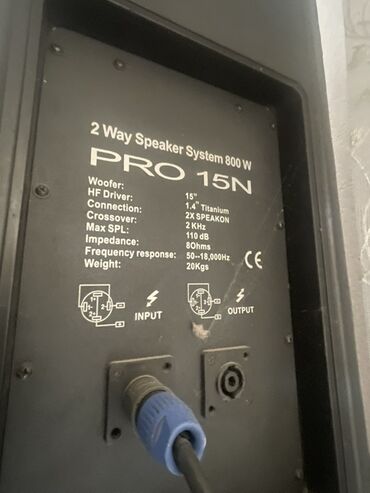 2 Way Speaker System 800 W
PRO 15N
Woofer: 15"
HF Driver: 1.4" Titanium
Connection: 2X SPEAKON
Crossover: 2 KHz
Max SPL: 110 dB
Impedance: 8Ohms
Frequency response: 50--18,000Hz
Weight: 20Kgs
CE
INPUT
OUTPUT